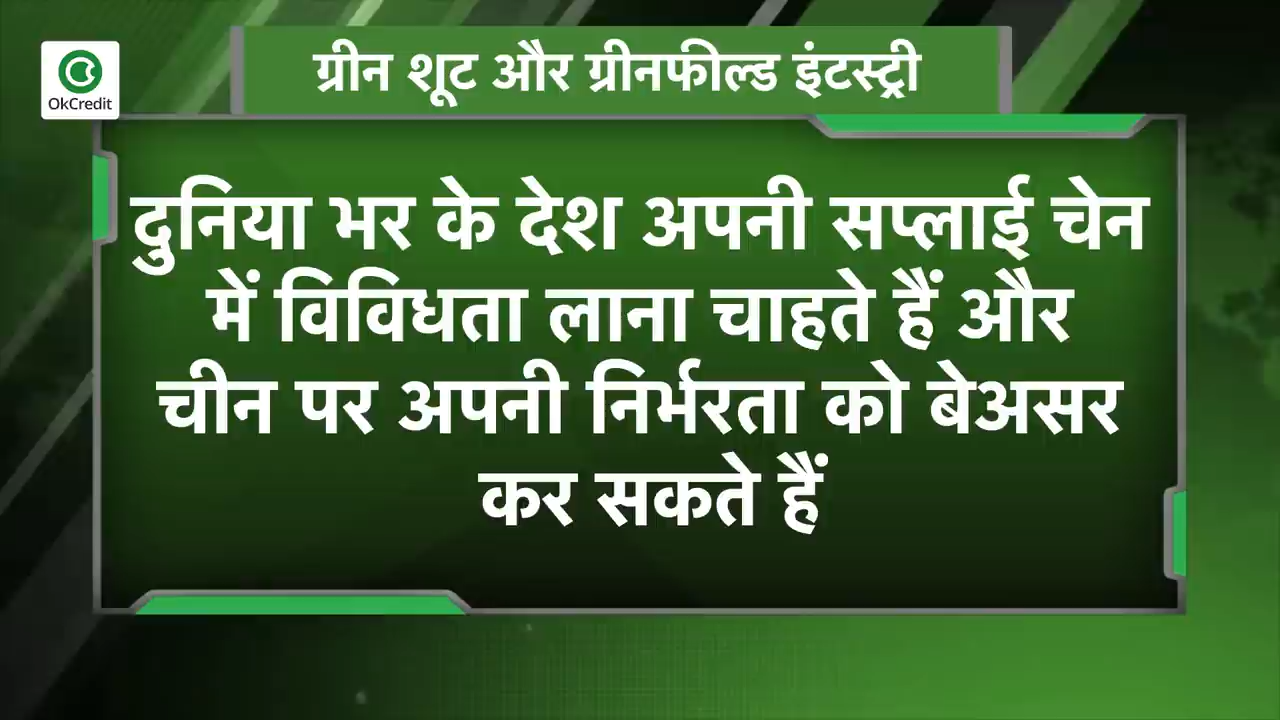 OkCredit
ग्रीन शूट और ग्रीनफील्ड इंटस्ट्री
दुनिया भर के देश अपनी सप्लाई चेन
में विविधता लाना चाहते हैं और
चीन पर अपनी निर्भरता को बेअसर
कर सकते हैं